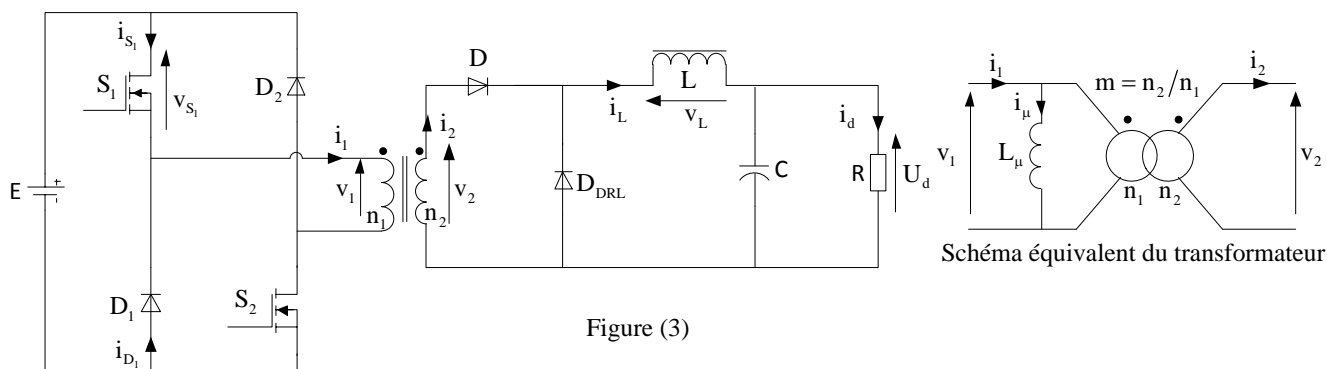 i_S1
S_1
v_S1
D_2
E
+
-
i_1
v_1
n_1
n_2
i_2
v_2
D_1
i_D1
S_2
D
D_DRL
i_L
L
v_L
C
i_d
R
U_d
Figure (3)
i_1
m = n_2/n_1
i_2
i_μ
v_1
L_μ
n_1
n_2
v_2
Schéma équivalent du transformateur